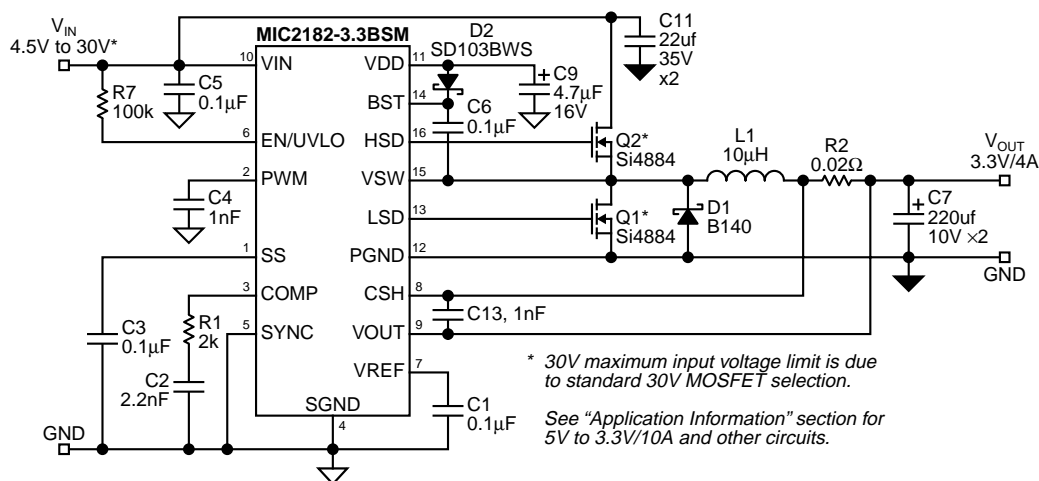 VIN
4.5V to 30V*
MIC2182-3.3BSM
D2
SD103BWS
C11
22uf
35V
x2
10
VIN
VDD
11
C5
0.1µF
R7
100k
14
BST
C9
4.7µF
16V
C6
0.1µF
6
EN/UVLO
HSD
16
Q2*
Si4884
L1
10µH
R2
0.02Ω
VOUT
3.3V/4A
2
PWM
VSW
15
C4
1nF
LSD
13
Q1*
Si4884
D1
B140
C7
220uf
10V ×2
1
SS
PGND
12
GND
3
COMP
CSH
8
C3
0.1µF
R1
2k
5
SYNC
VOUT
9
C13, 1nF
C2
2.2nF
VREF
7
SGND
4
C1
0.1µF
GND
* 30V maximum input voltage limit is due
to standard 30V MOSFET selection.
See “Application Information” section for
5V to 3.3V/10A and other circuits.